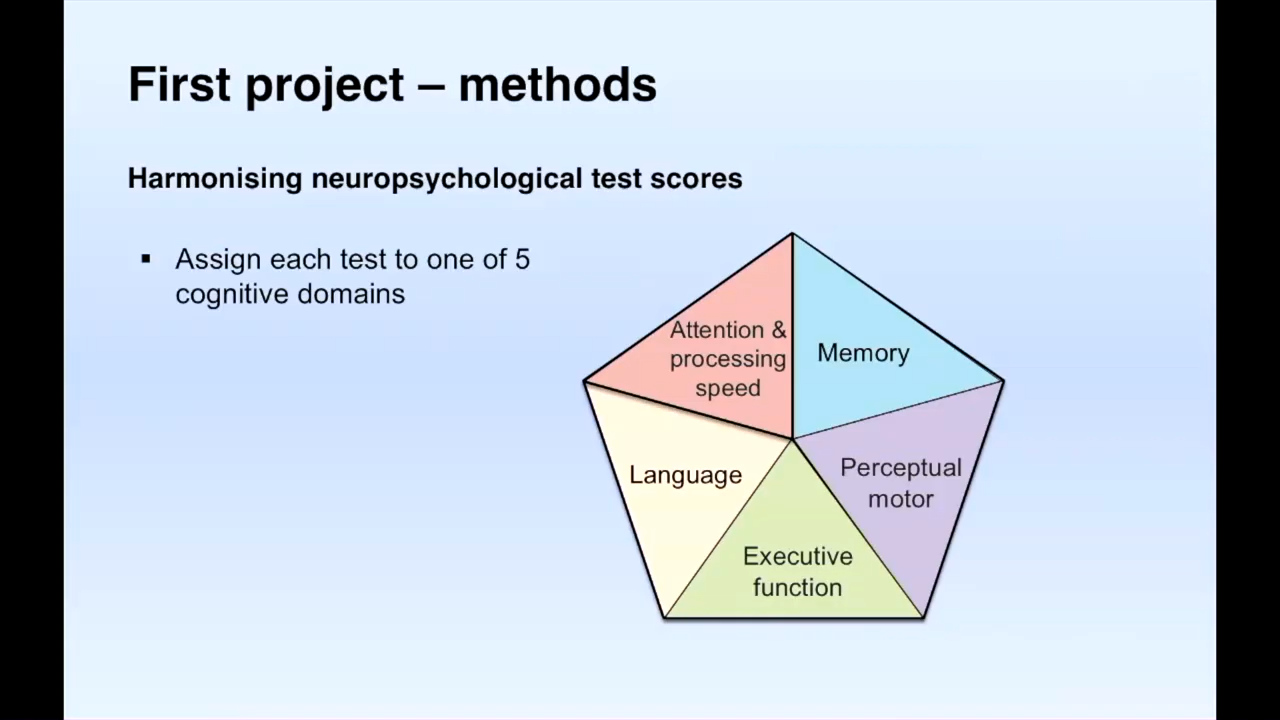 First project – methods
Harmonising neuropsychological test scores
▪ Assign each test to one of 5
cognitive domains
Attention &
processing
speed
Memory
Language
Perceptual
motor
Executive
function